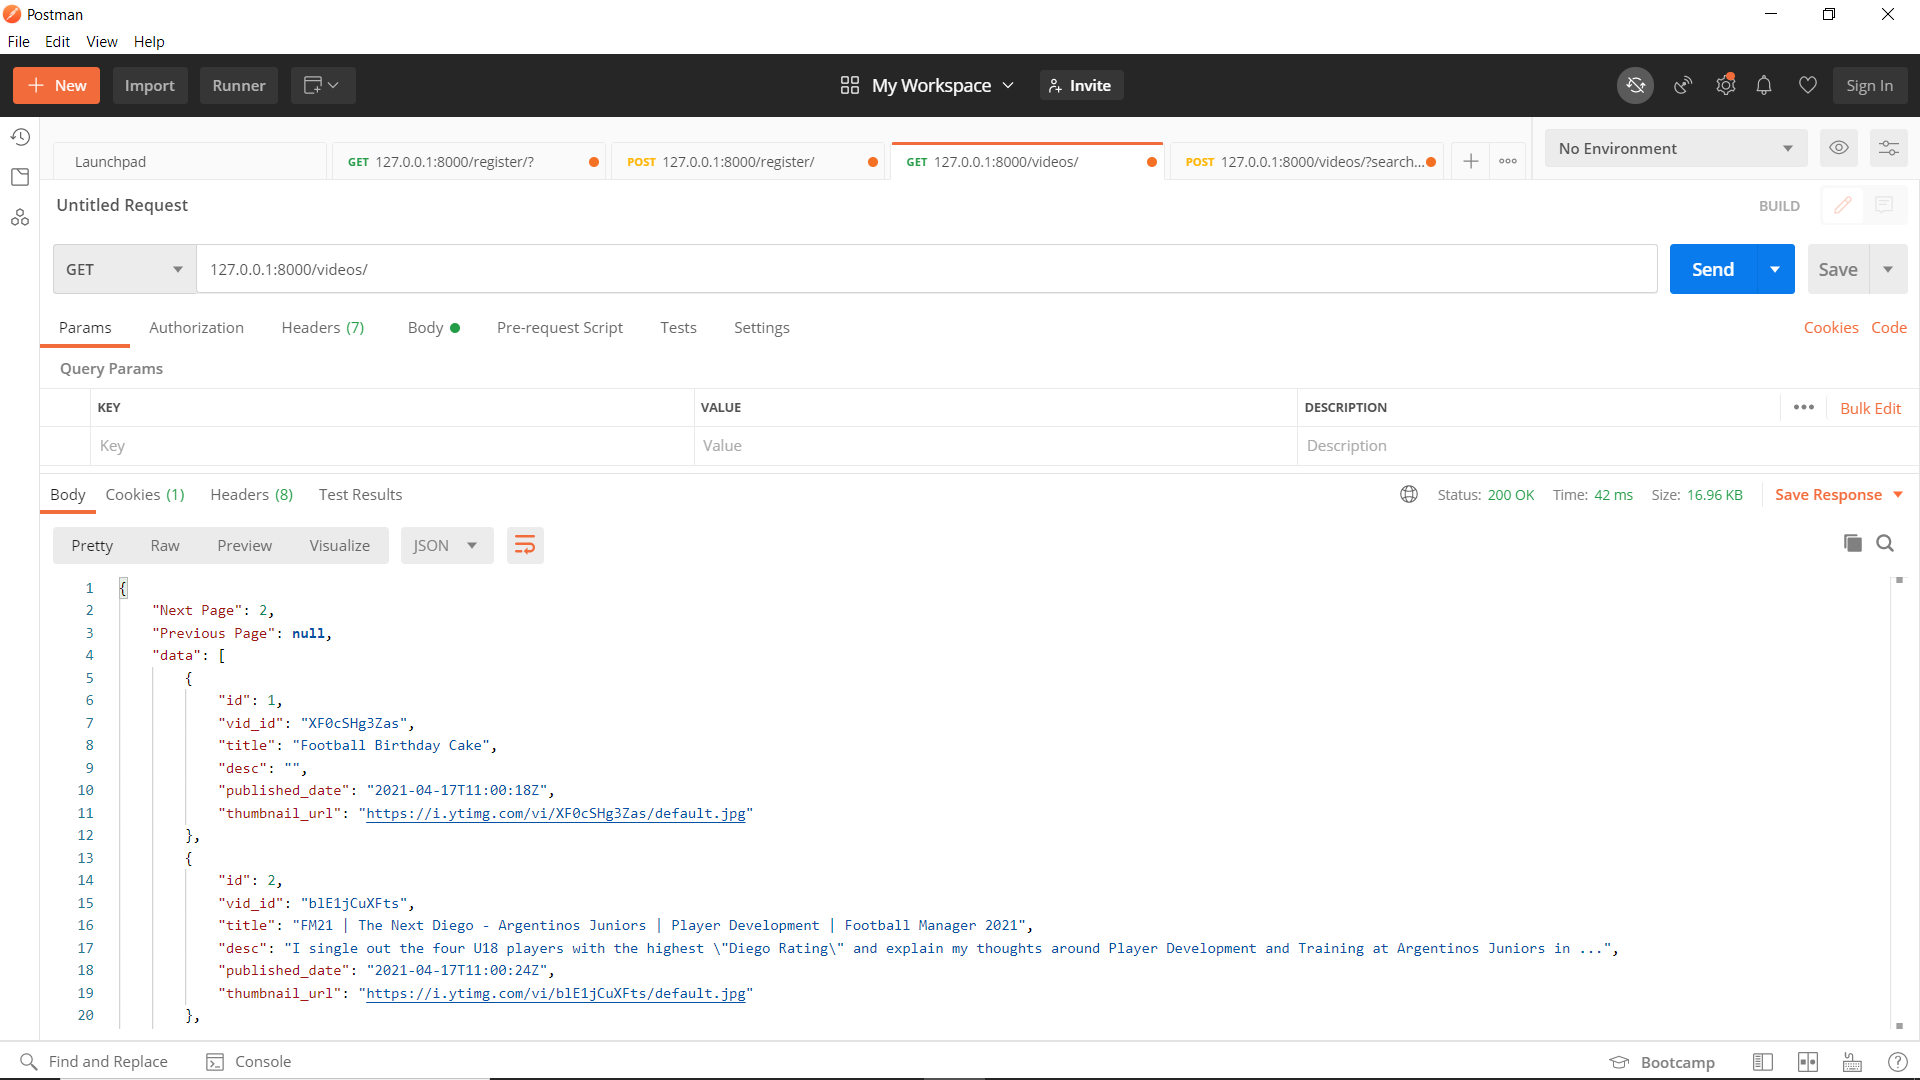 Postman
File Edit View Help
+ New Import Runner My Workspace Invite Sign In
Launchpad GET 127.0.0.1:8000/register/? POST 127.0.0.1:8000/register/ GET 127.0.0.1:8000/videos/ POST 127.0.0.1:8000/videos/?search... + ooo No Environment
Untitled Request BUILD
GET 127.0.0.1:8000/videos/ Send Save
Params Authorization Headers (7) Body Pre-request Script Tests Settings Cookies Code
Query Params
KEY VALUE DESCRIPTION ••• Bulk Edit
Key Value Description
Body Cookies (1) Headers (8) Test Results Status: 200 OK Time: 42 ms Size: 16.96 KB Save Response
Pretty Raw Preview Visualize JSON
1 {
2 "Next Page": 2,
3 "Previous Page": null,
4 "data": [
5 {
6 "id": 1,
7 "vid_id": "XF0cSHg3Zas",
8 "title": "Football Birthday Cake",
9 "desc": "",
10 "published_date": "2021-04-17T11:00:18Z",
11 "thumbnail_url": "https://i.ytimg.com/vi/XF0cSHg3Zas/default.jpg"
12 },
13 {
14 "id": 2,
15 "vid_id": "blE1jCuXFts",
16 "title": "FM21 | The Next Diego - Argentinos Juniors | Player Development | Football Manager 2021",
17 "desc": "I single out the four U18 players with the highest \"Diego Rating\" and explain my thoughts around Player Development and Training at Argentinos Juniors in ...",
18 "published_date": "2021-04-17T11:00:24Z",
19 "thumbnail_url": "https://i.ytimg.com/vi/blE1jCuXFts/default.jpg"
20 },
Find and Replace Console Bootcamp